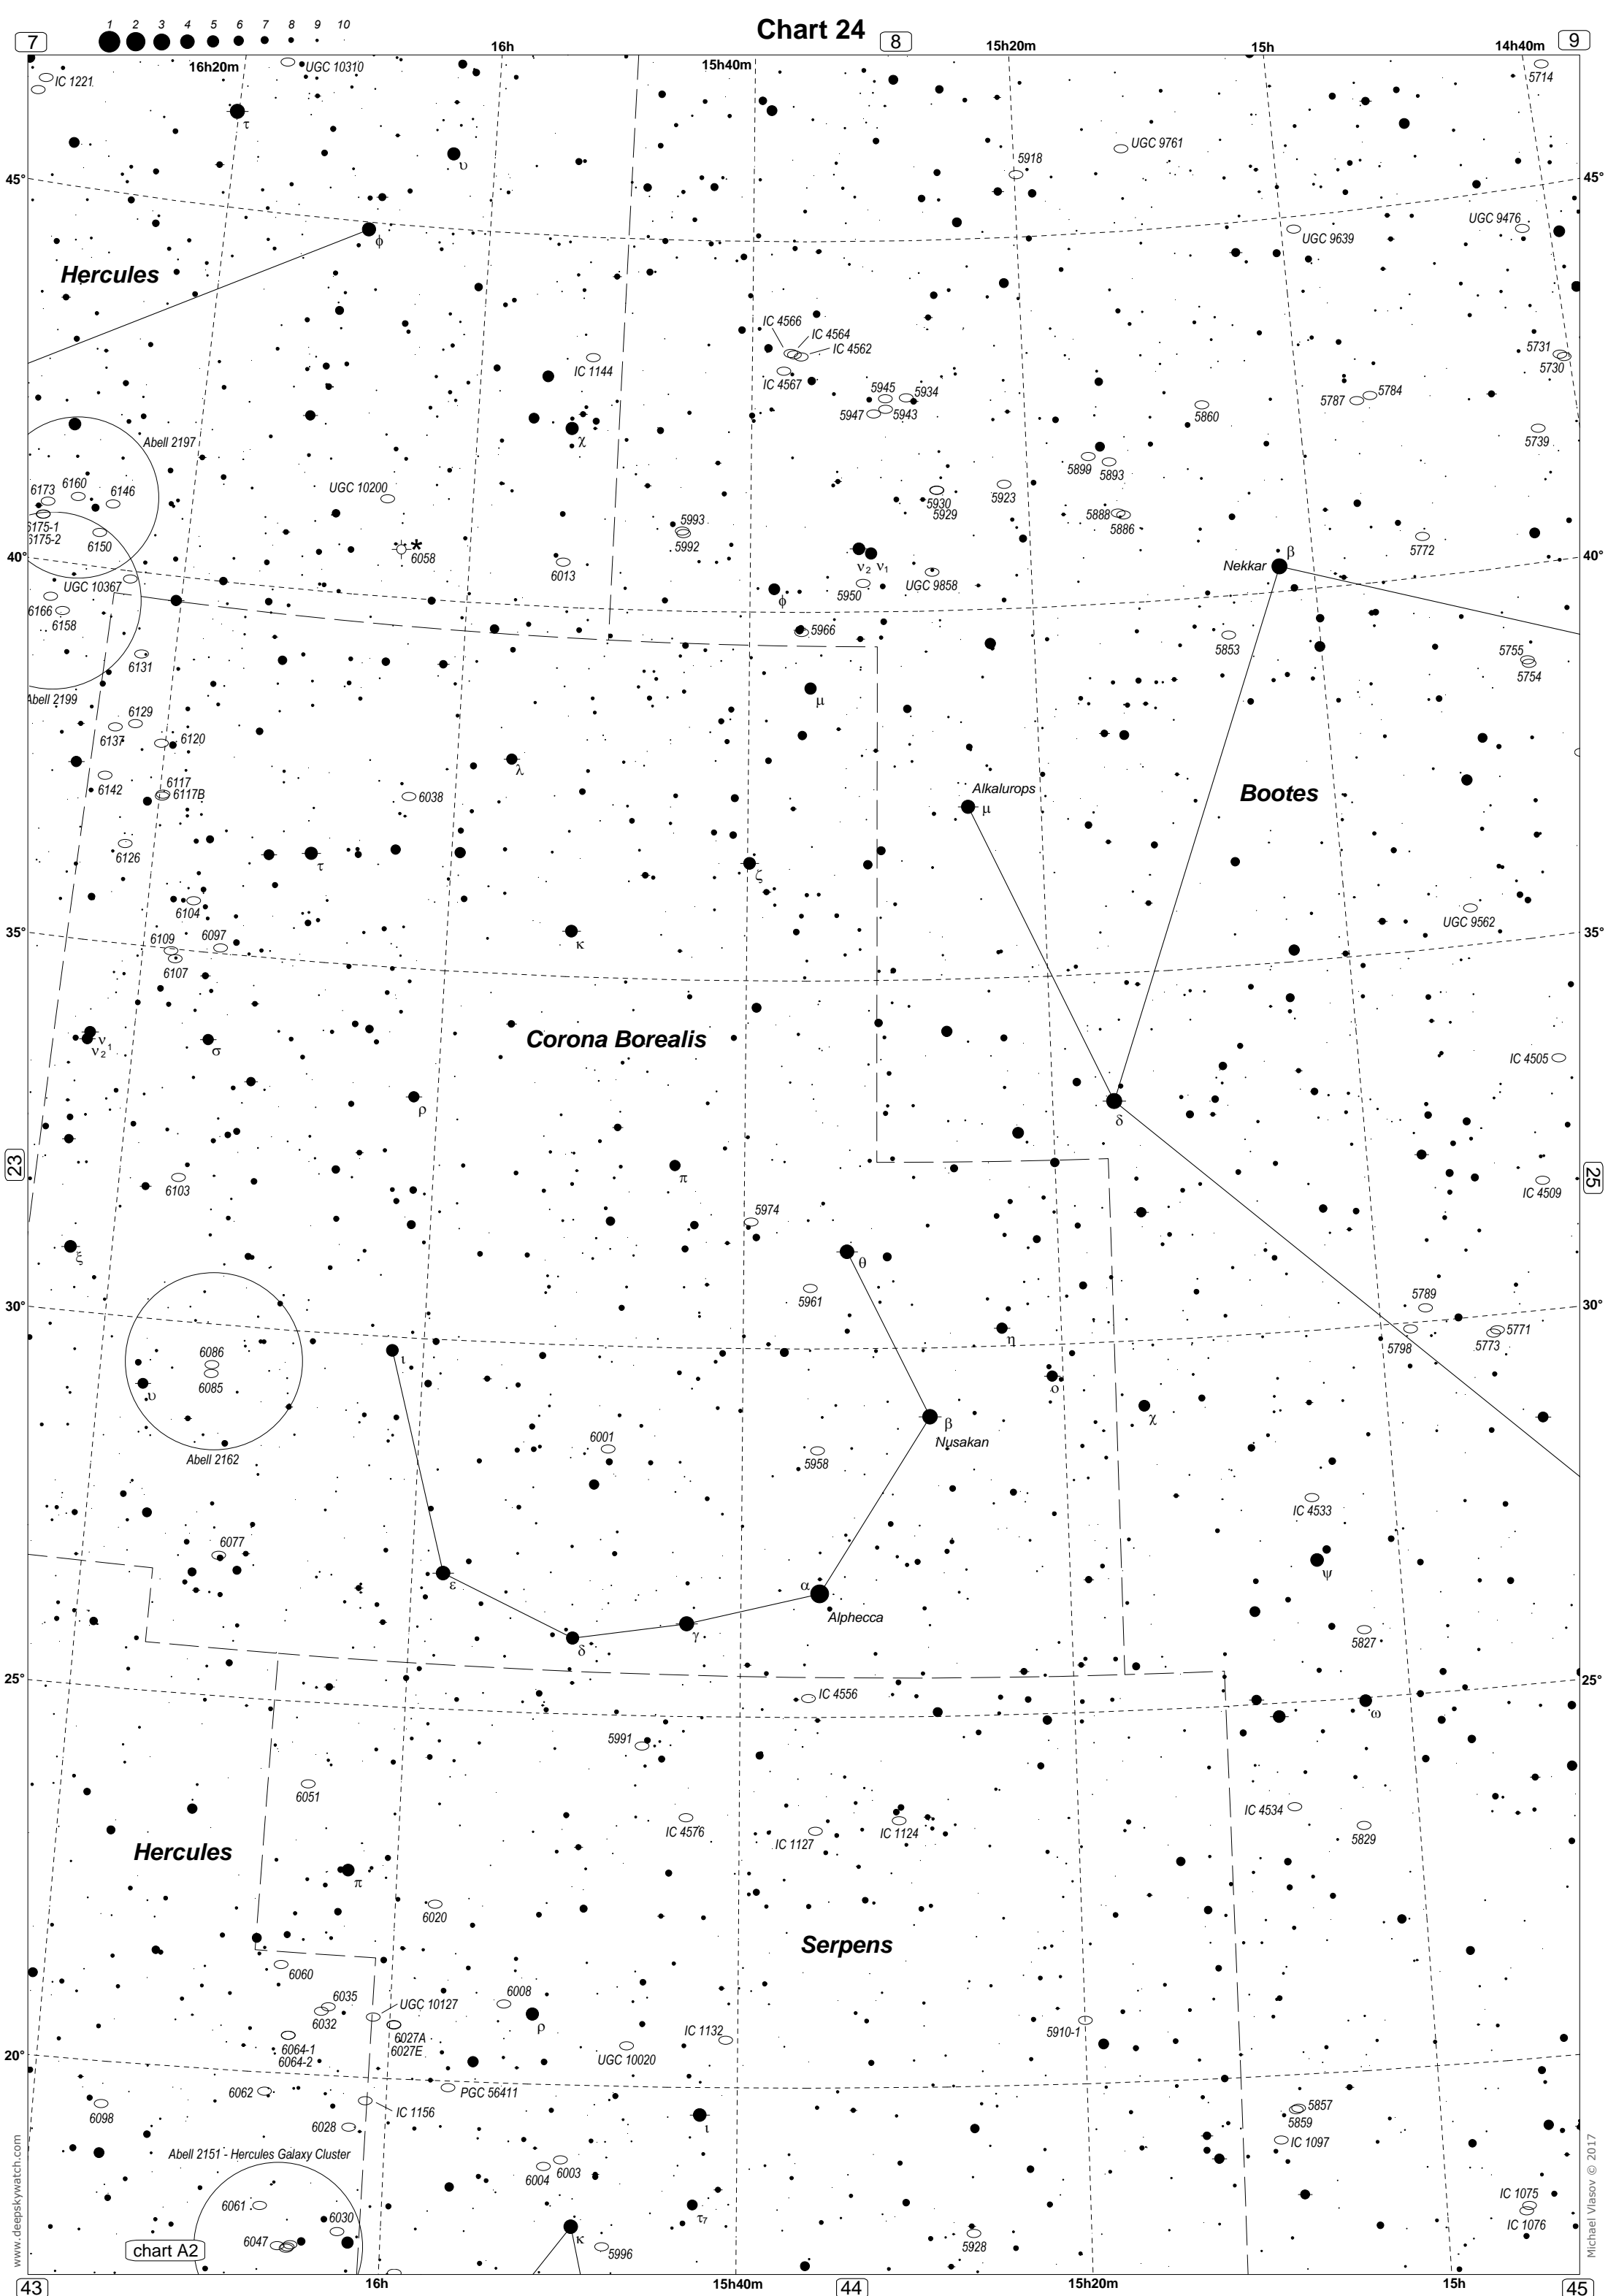 Chart 24
1 2 3 4 5 6 7 8 9 10
7
8
9
16h20m
16h
15h40m
15h20m
15h
14h40m
IC 1221
UGC 10310
5714
τ
υ
UGC 9761
5918
45°
45°
UGC 9476
φ
UGC 9639
Hercules
IC 4566
IC 4564
IC 4562
IC 1144
IC 4567
5731
5730
5945
5934
5947
5943
5860
5787
5784
χ
Abell 2197
5739
5899
5893
6173
6160
6146
UGC 10200
5930
5929
5923
6175-1
6175-2
6150
5993
5992
5888
5886
*
6058
40°
40°
6013
ν2 ν1
Nekkar
β
5772
UGC 10367
5950
UGC 9858
6166
6158
φ
5966
5853
6131
5755
5754
Abell 2199
μ
6129
6137
6120
λ
6142
6117
6117B
6038
Alkalurops
μ
Bootes
6126
τ
ζ
6104
UGC 9562
6109
6097
κ
35°
35°
6107
ν1
ν2
σ
Corona Borealis
IC 4505
ρ
δ
23
25
6103
π
IC 4509
5974
ξ
θ
5961
30°
30°
5789
η
5771
5798
5773
6086
6085
ι
υ
ο
χ
β
Nusakan
Abell 2162
6001
5958
IC 4533
6077
ε
α
Alphecca
ψ
γ
δ
5827
25°
25°
IC 4556
ω
5991
6051
IC 4576
IC 1127
IC 1124
IC 4534
5829
Hercules
π
6020
Serpens
6060
6035
6032
UGC 10127
6008
ρ
6027A
6027E
IC 1132
5910-1
6064-1
6064-2
UGC 10020
20°
20°
6062
PGC 56411
IC 1156
6098
6028
ι
5857
5859
IC 1097
Abell 2151 - Hercules Galaxy Cluster
6004
6003
6061
6030
τ7
IC 1075
IC 1076
6047
κ
5996
5928
chart A2
www.deepskywatch.com
Michael Vlasov © 2017
43
16h
15h40m
44
15h20m
15h
45